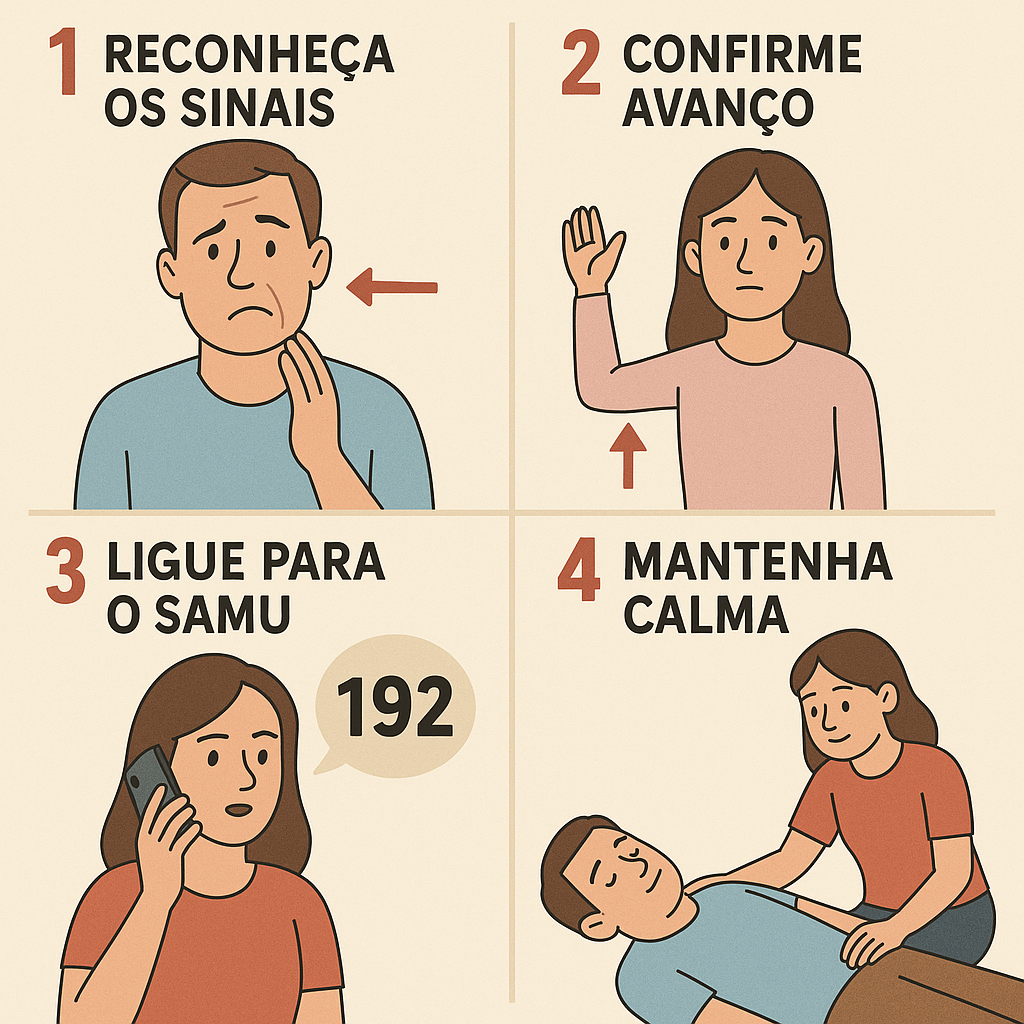 1 RECONHEÇA
OS SINAIS
2 CONFIRME
AVANÇO
3 LIGUE PARA
O SAMU
192
4 MANTENHA
CALMA